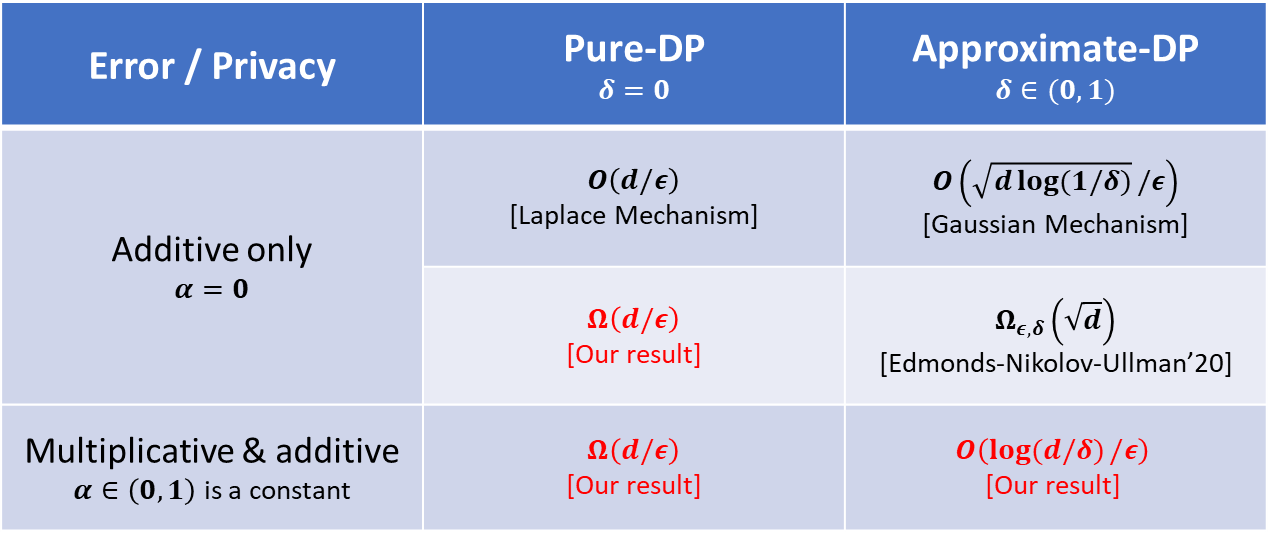 Error / Privacy
Pure-DP
δ = 0
Approximate-DP
δ ∈ (0, 1)
Additive only
α = 0
O(d/ϵ)
[Laplace Mechanism]
O(√(d log(1/δ)) /ϵ)
[Gaussian Mechanism]
Ω(d/ϵ)
[Our result]
Ω_{ϵ,δ}(√d)
[Edmonds-Nikolov-Ullman’20]
Multiplicative & additive
α ∈ (0, 1) is a constant
Ω(d/ϵ)
[Our result]
O(log(d/δ) /ϵ)
[Our result]